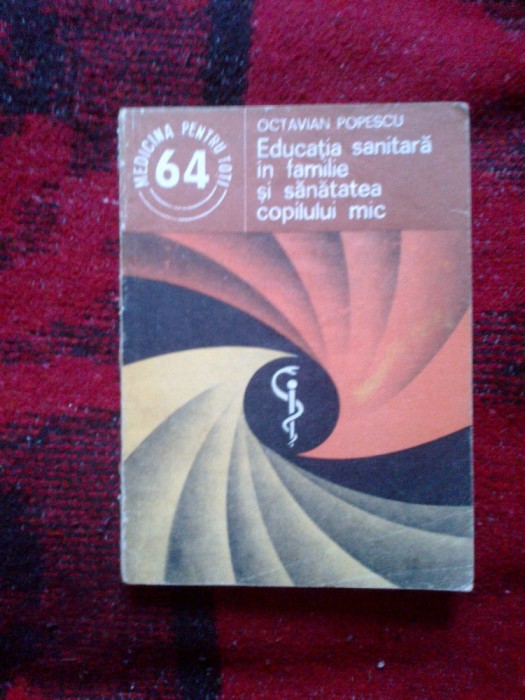 MEDICINA PENTRU TOȚI
64
OCTAVIAN POPESCU
Educația sanitară
în familie
și sănătatea
copilului mic